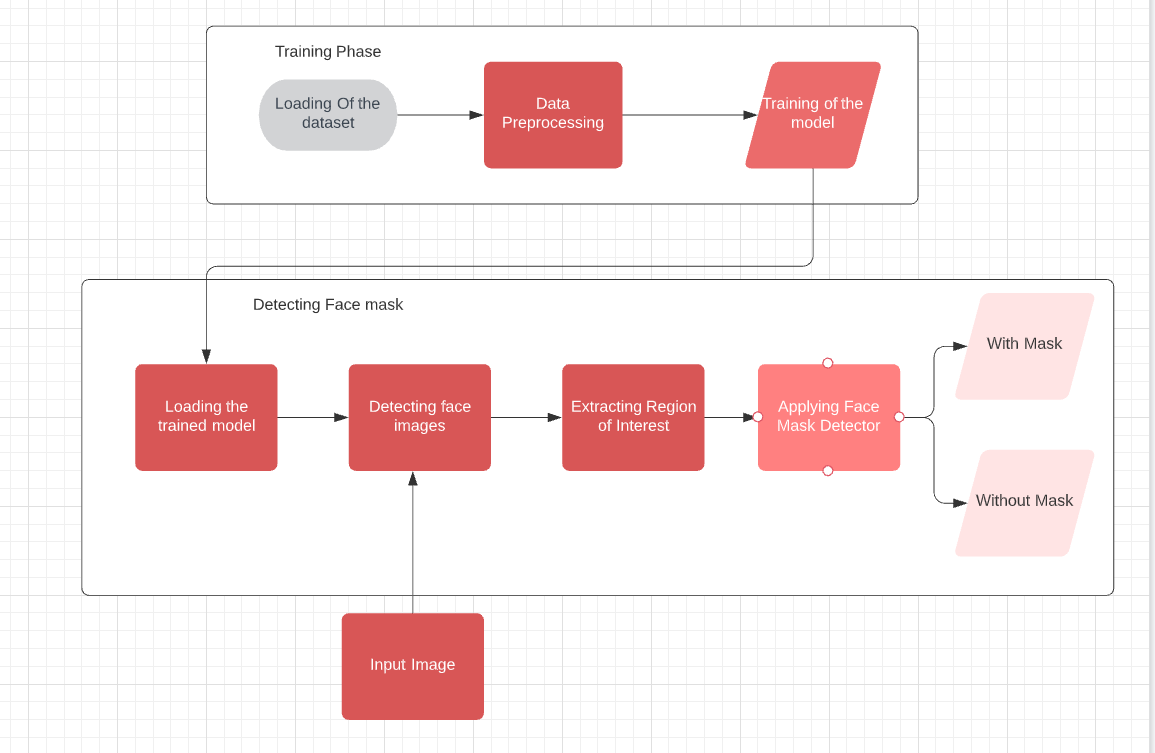 Training Phase
Loading Of the
dataset
Data
Preprocessing
Training of the
model
Detecting Face mask
Loading the
trained model
Detecting face
images
Extracting Region
of Interest
Applying Face
Mask Detector
With Mask
Without Mask
Input Image